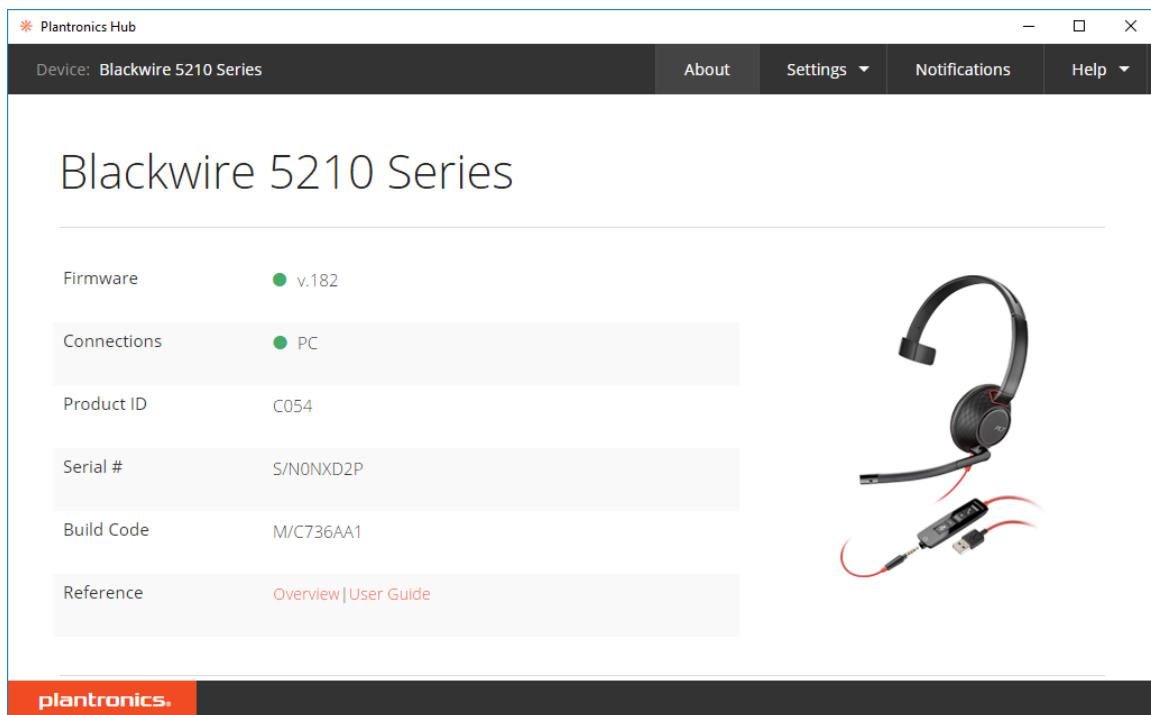 Plantronics Hub
Device: Blackwire 5210 Series About Settings Notifications Help
Blackwire 5210 Series
Firmware v.182
Connections PC
Product ID C054
Serial # S/N0NXD2P
Build Code M/C736AA1
Reference Overview|User Guide
PLT
plantronics.